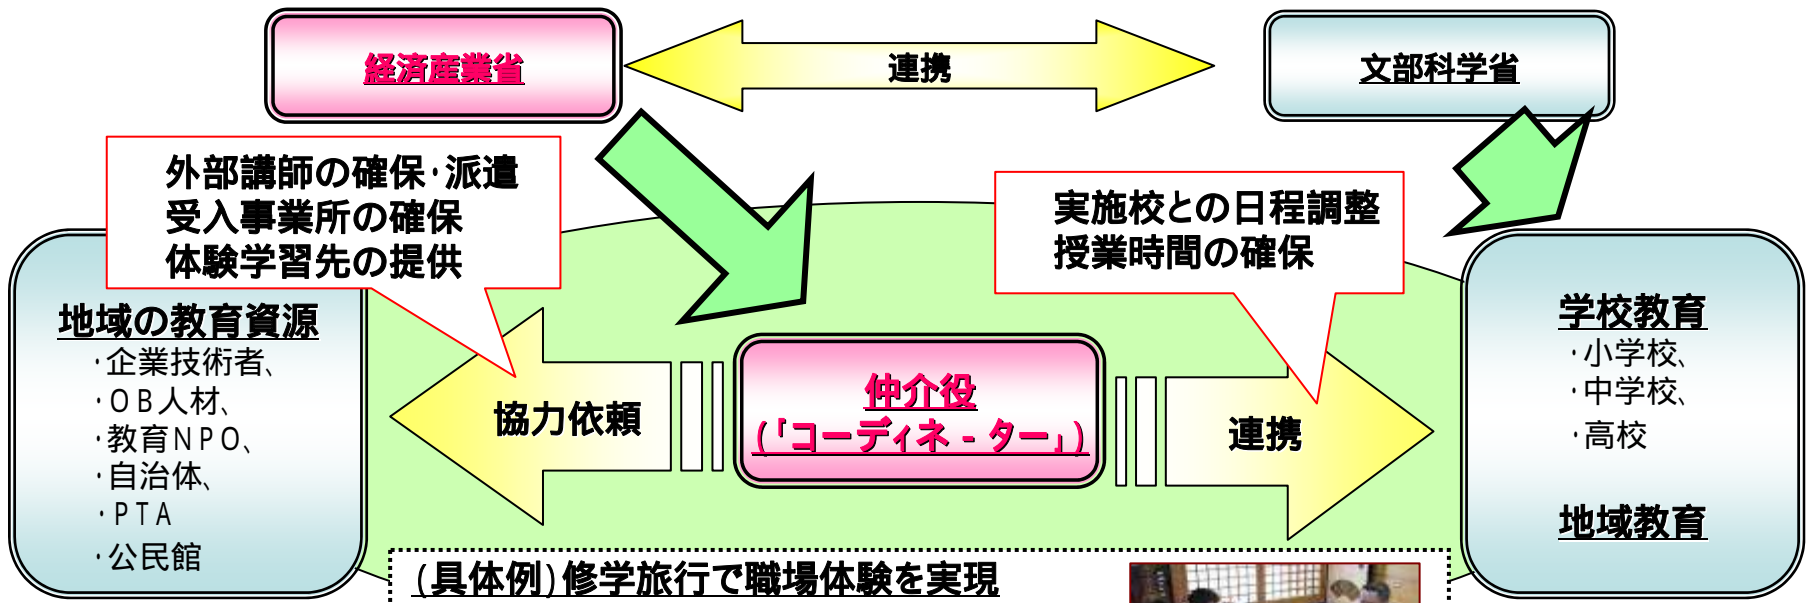 経済産業省
連携
文部科学省
外部講師の確保・派遣
受入事業所の確保
体験学習先の提供
実施校との日程調整
授業時間の確保
地域の教育資源
・企業技術者、
・OB人材、
・教育NPO、
・自治体、
・PTA
・公民館
協力依頼
仲介役
(「コーディネ-ター」)
連携
学校教育
・小学校、
・中学校、
・高校
地域教育
(具体例)修学旅行で職場体験を実現